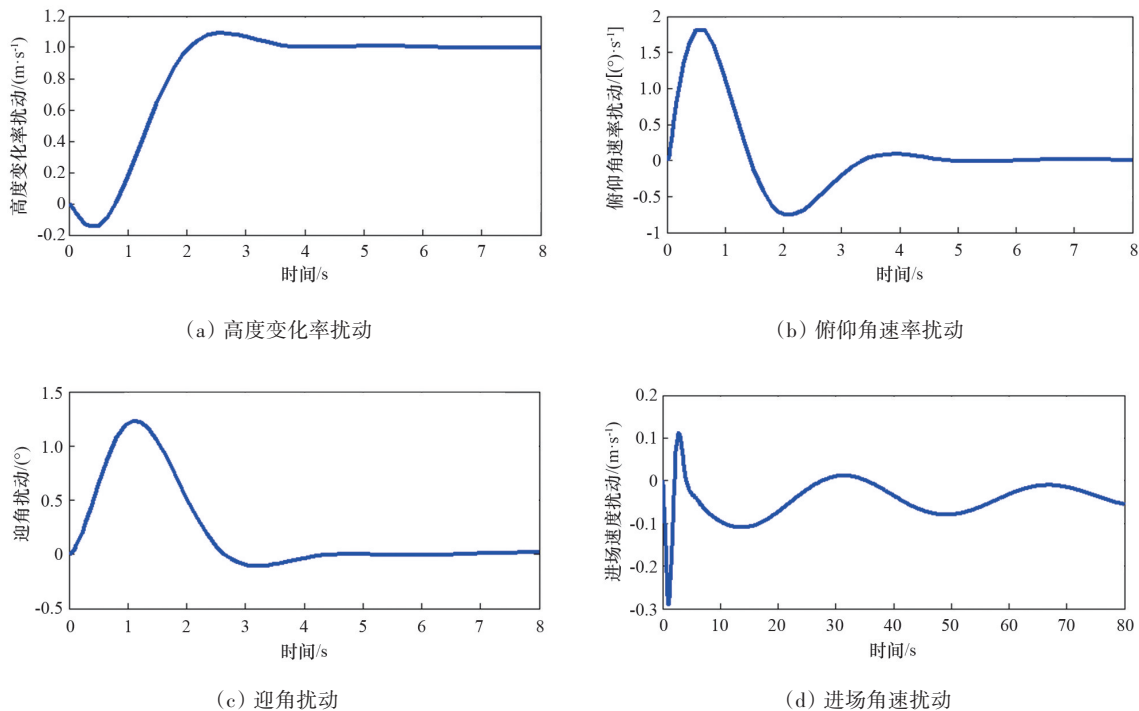 1.2
1.0
0.8
0.6
0.4
0.2
0
-0.2
高度变化率扰动/(m·s⁻¹)
0 1 2 3 4 5 6 7 8
时间/s
(a) 高度变化率扰动
2
1.5
1.0
0.5
0
-0.5
-1
俯仰角速率扰动/[(°)·s⁻¹]
0 1 2 3 4 5 6 7 8
时间/s
(b) 俯仰角速率扰动
1.5
1.0
0.5
0
-0.5
迎角扰动/(°)
0 1 2 3 4 5 6 7 8
时间/s
(c) 迎角扰动
0.2
0.1
0
-0.1
-0.2
-0.3
进场速度扰动/(m·s⁻¹)
0 10 20 30 40 50 60 70 80
时间/s
(d) 进场角速扰动